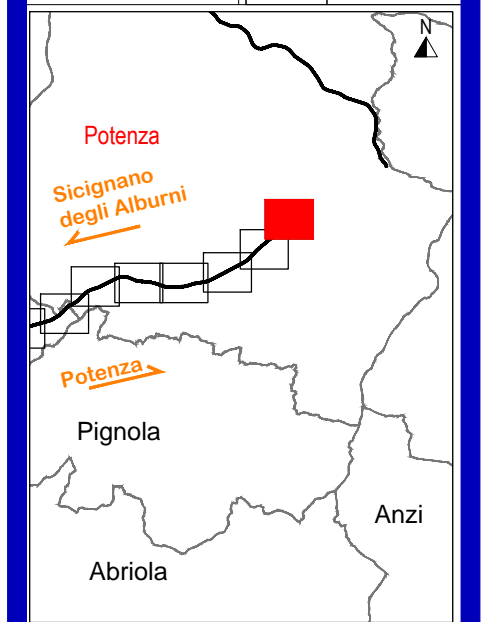 N
Potenza
Sicignano
degli Alburni
Potenza
Pignola
Anzi
Abriola